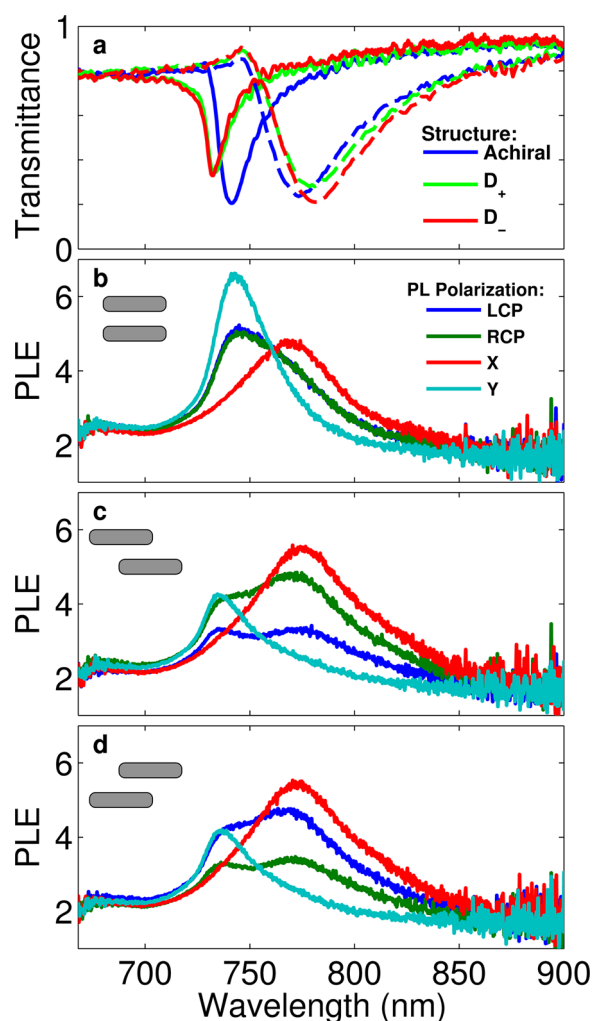 1
a
Transmittance
Structure:
Achiral
D+
D−
0
b
PL Polarization:
LCP
RCP
X
Y
6
4
2
PLE
c
6
4
2
PLE
d
6
4
2
PLE
700 750 800 850 900
Wavelength (nm)